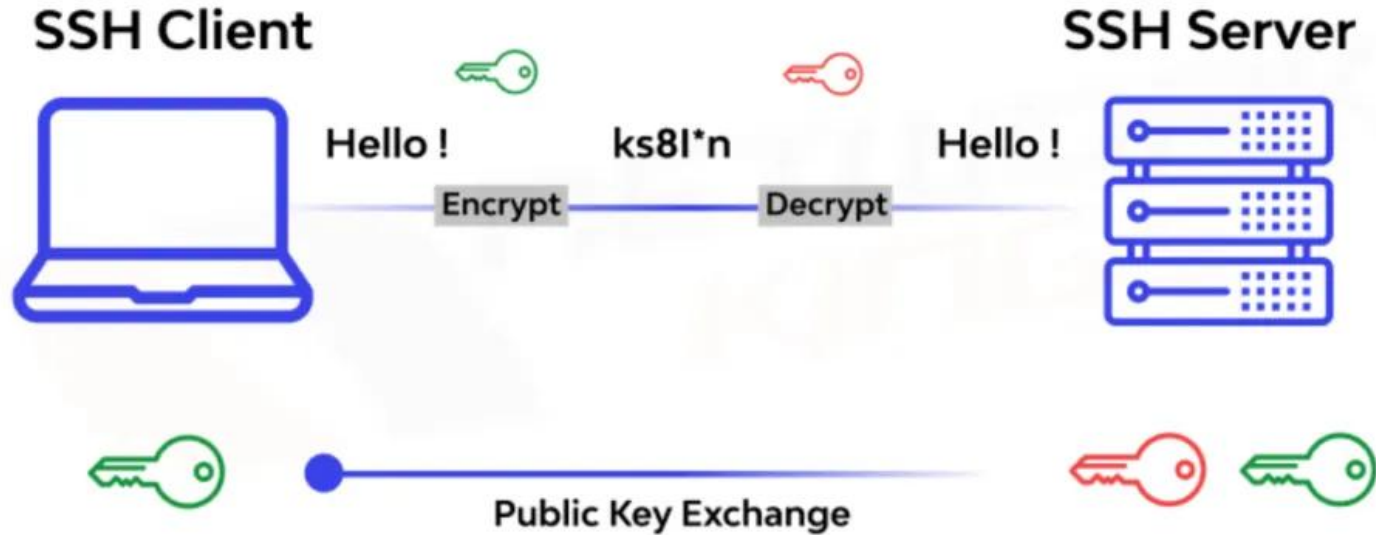 SSH Client
SSH Server
Hello !
ks8l*n
Hello !
Encrypt
Decrypt
Public Key Exchange